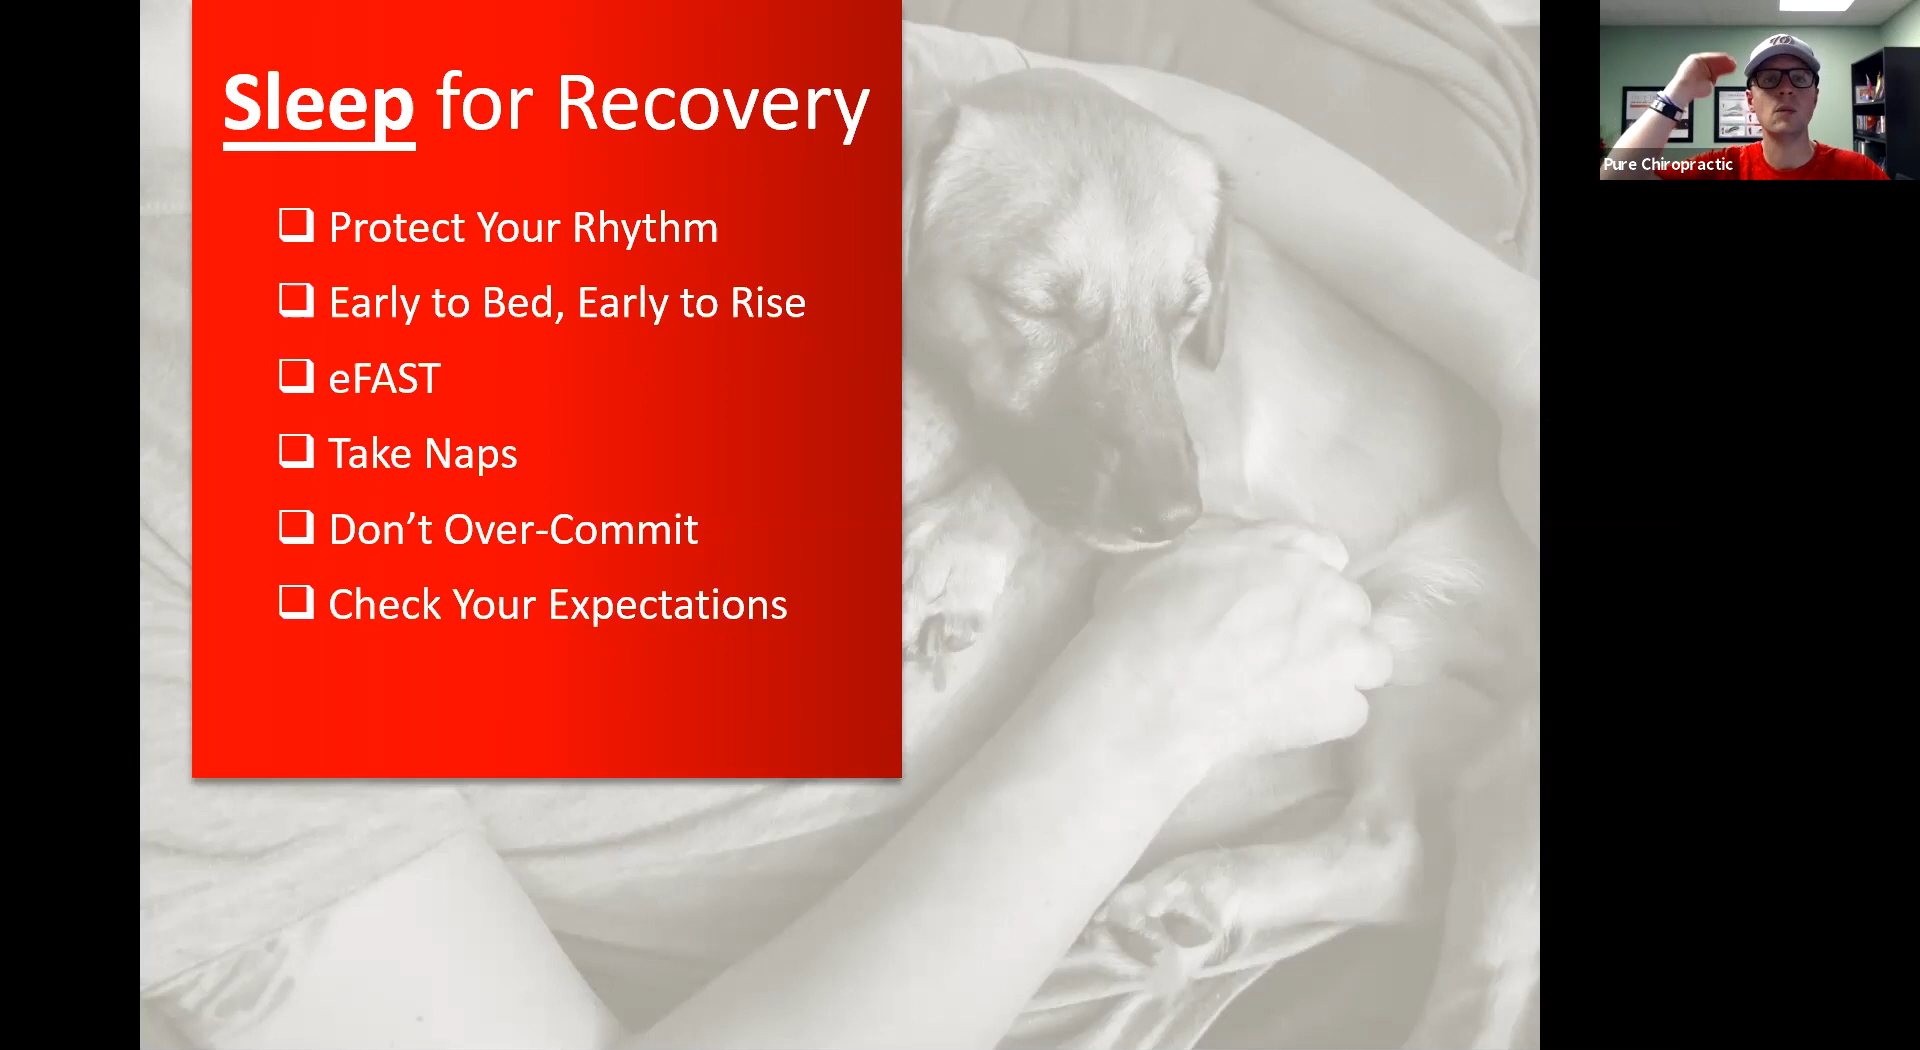 Sleep for Recovery
Protect Your Rhythm
Early to Bed, Early to Rise
eFAST
Take Naps
Don’t Over-Commit
Check Your Expectations
Pure Chiropractic